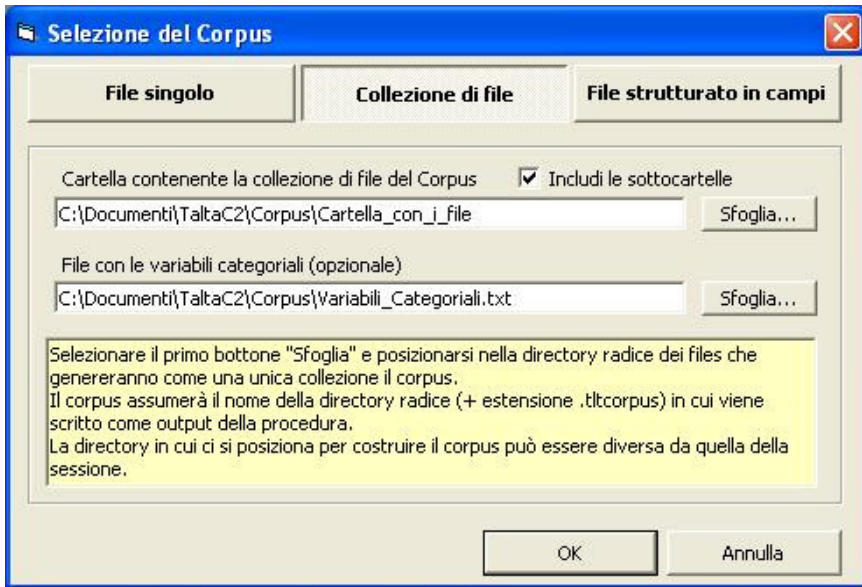 Selezione del Corpus
File singolo
Collezione di file
File strutturato in campi
Cartella contenente la collezione di file del Corpus
Includi le sottocartelle
C:\Documenti\TaltaC2\Corpus\Cartella_con_i_file
Sfoglia...
File con le variabili categoriali (opzionale)
C:\Documenti\TaltaC2\Corpus\Variabili_Categoriali.txt
Sfoglia...
Selezionare il primo bottone "Sfoglia" e posizionarsi nella directory radice dei files che
genereranno come una unica collezione il corpus.
Il corpus assumerà il nome della directory radice (+ estensione .tltcorpus) in cui viene
scritto come output della procedura.
La directory in cui ci si posiziona per costruire il corpus può essere diversa da quella della
sessione.
OK
Annulla